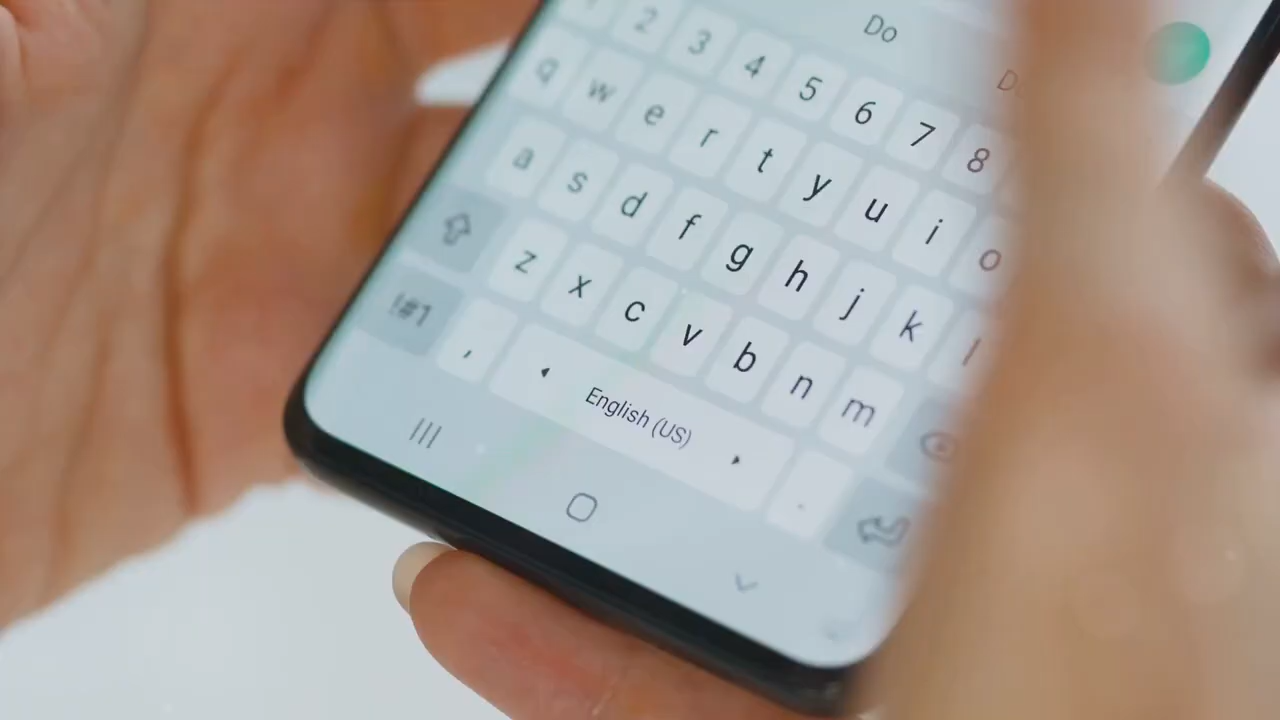 Do
2 3 4 5 6 7 8
q w e r t y u i o
a s d f g h j k l
z x c v b n m
!#1 , English (US) .